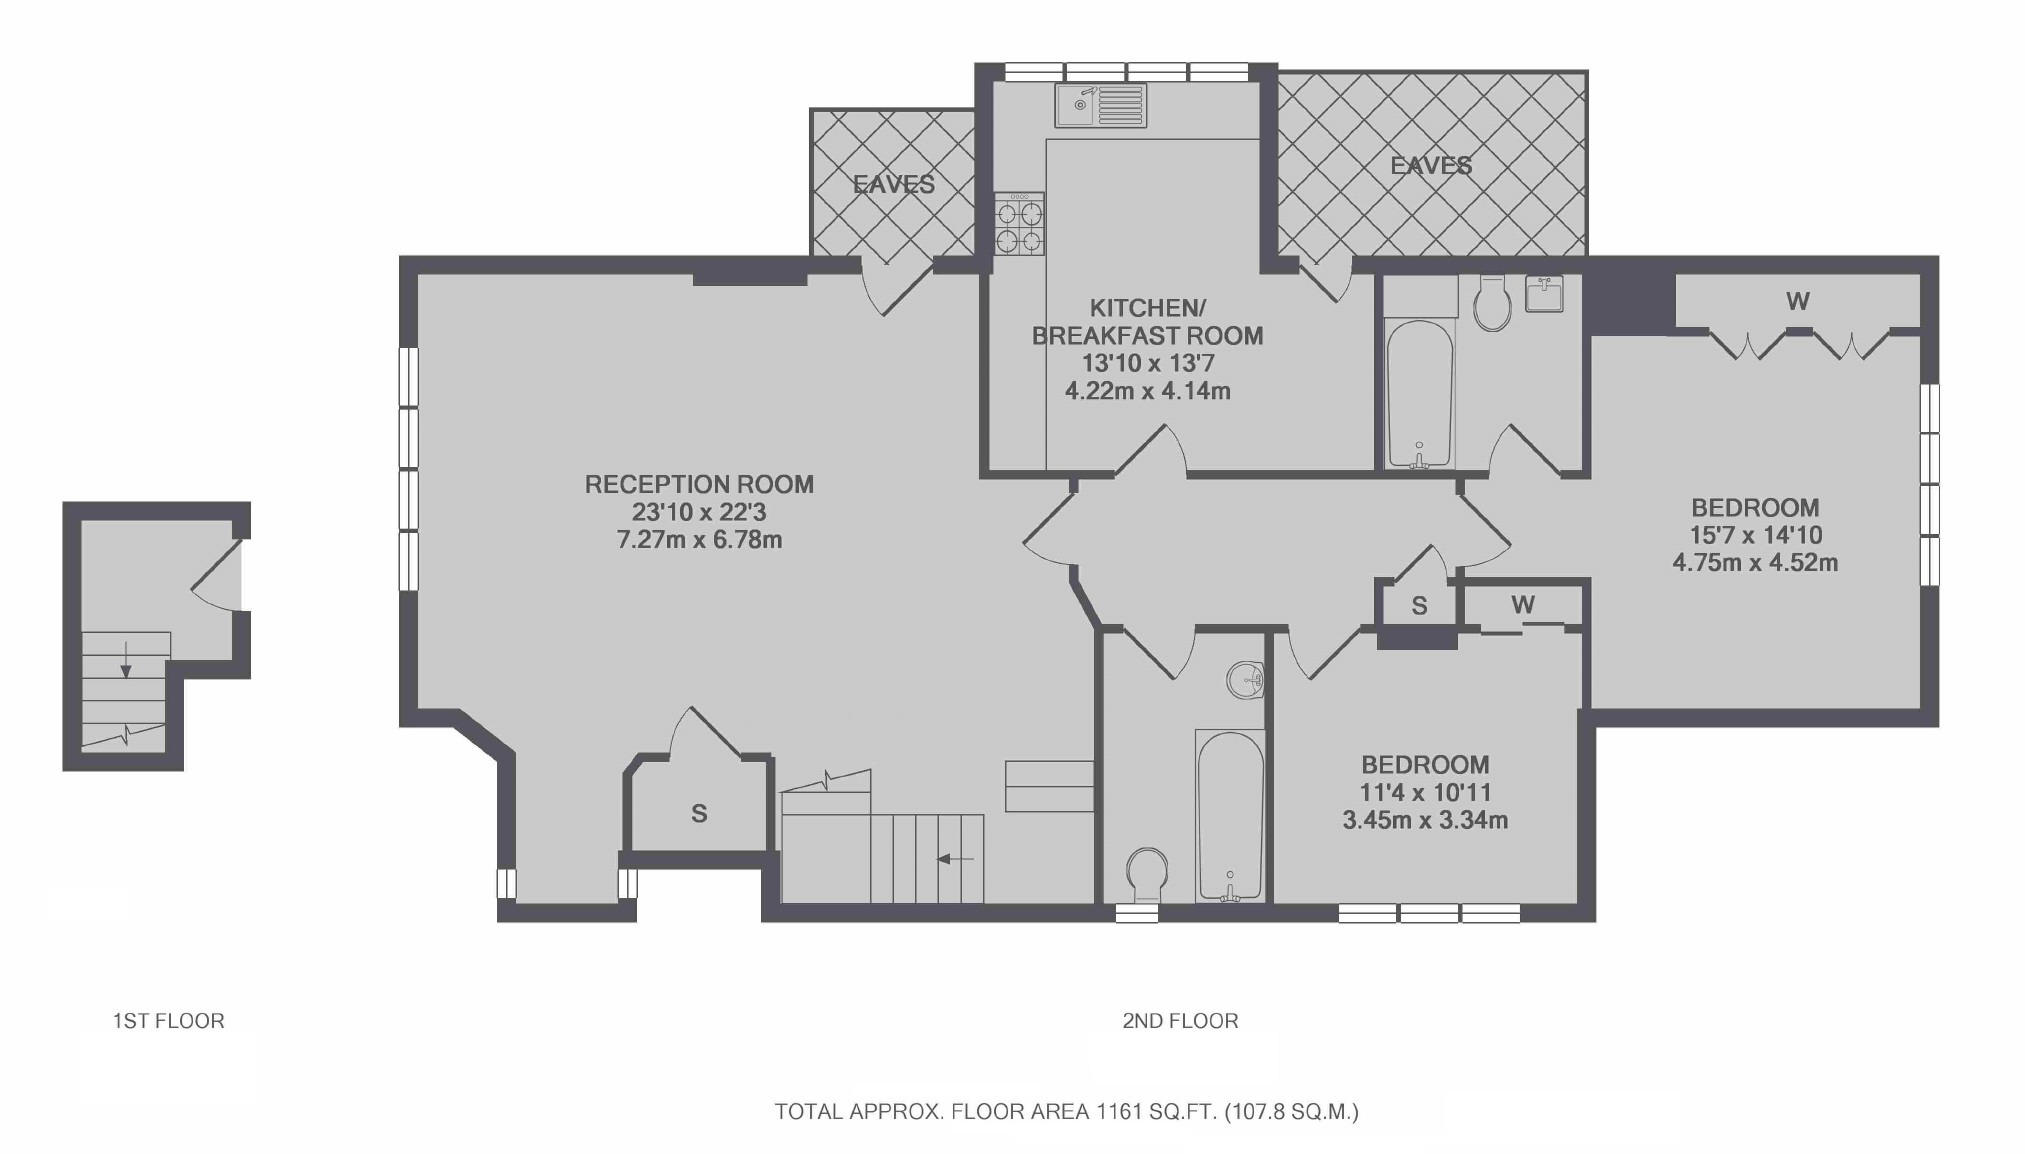 EAVES
EAVES
KITCHEN/
BREAKFAST ROOM
13'10 x 13'7
4.22m x 4.14m
W
RECEPTION ROOM
23'10 x 22'3
7.27m x 6.78m
BEDROOM
15'7 x 14'10
4.75m x 4.52m
S
W
BEDROOM
11'4 x 10'11
3.45m x 3.34m
S
1ST FLOOR
2ND FLOOR
TOTAL APPROX. FLOOR AREA 1161 SQ.FT. (107.8 SQ.M.)